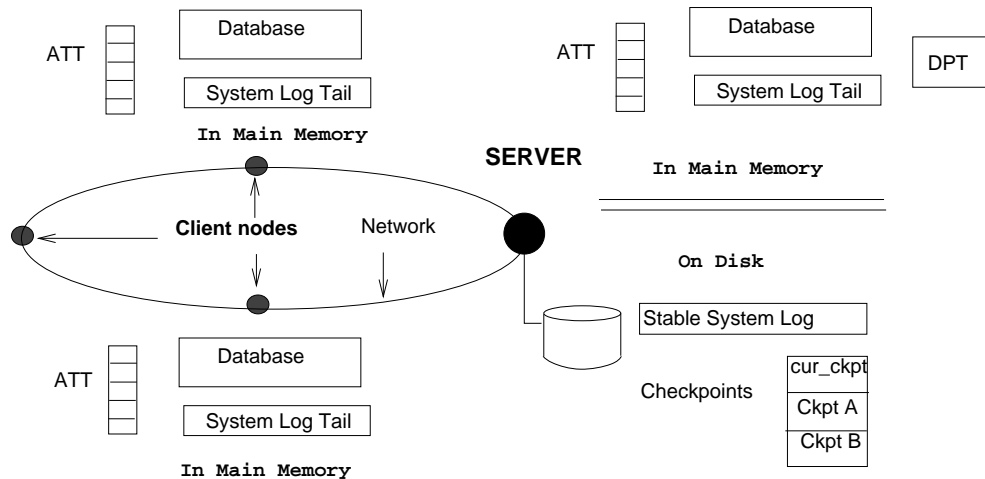 Database
ATT
System Log Tail
In Main Memory
Database
ATT
DPT
System Log Tail
In Main Memory
SERVER
Client nodes
Network
On Disk
Stable System Log
Checkpoints
cur_ckpt
Ckpt A
Ckpt B
Database
ATT
System Log Tail
In Main Memory